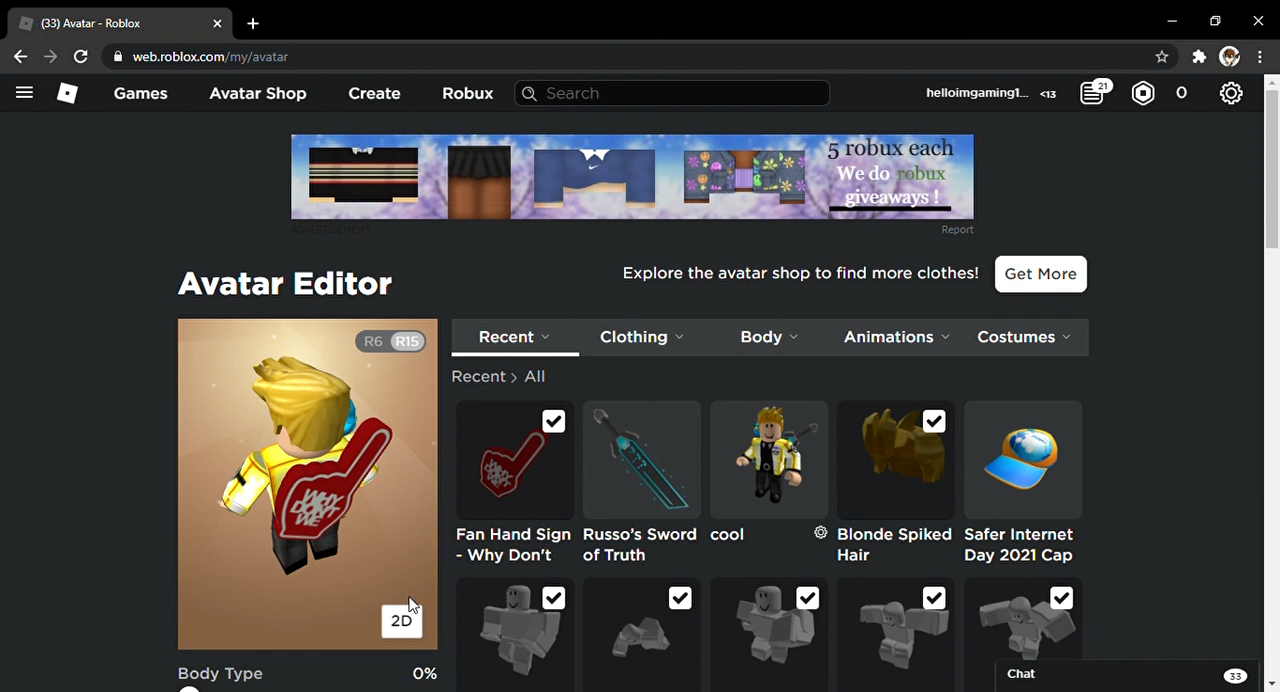 (33) Avatar - Roblox
web.roblox.com/my/avatar
Games Avatar Shop Create Robux Search helloimgaming1... <13 21 0
5 robux each
We do robux
giveaways !
ADVERTISEMENT Report
Avatar Editor
Explore the avatar shop to find more clothes! Get More
R6 R15
Recent Clothing Body Animations Costumes
Recent > All
WHY
DON'T
WE
Fan Hand Sign
- Why Don't
Russo's Sword
of Truth
cool
Blonde Spiked
Hair
Safer Internet
Day 2021 Cap
2D
Body Type 0%
Chat 33